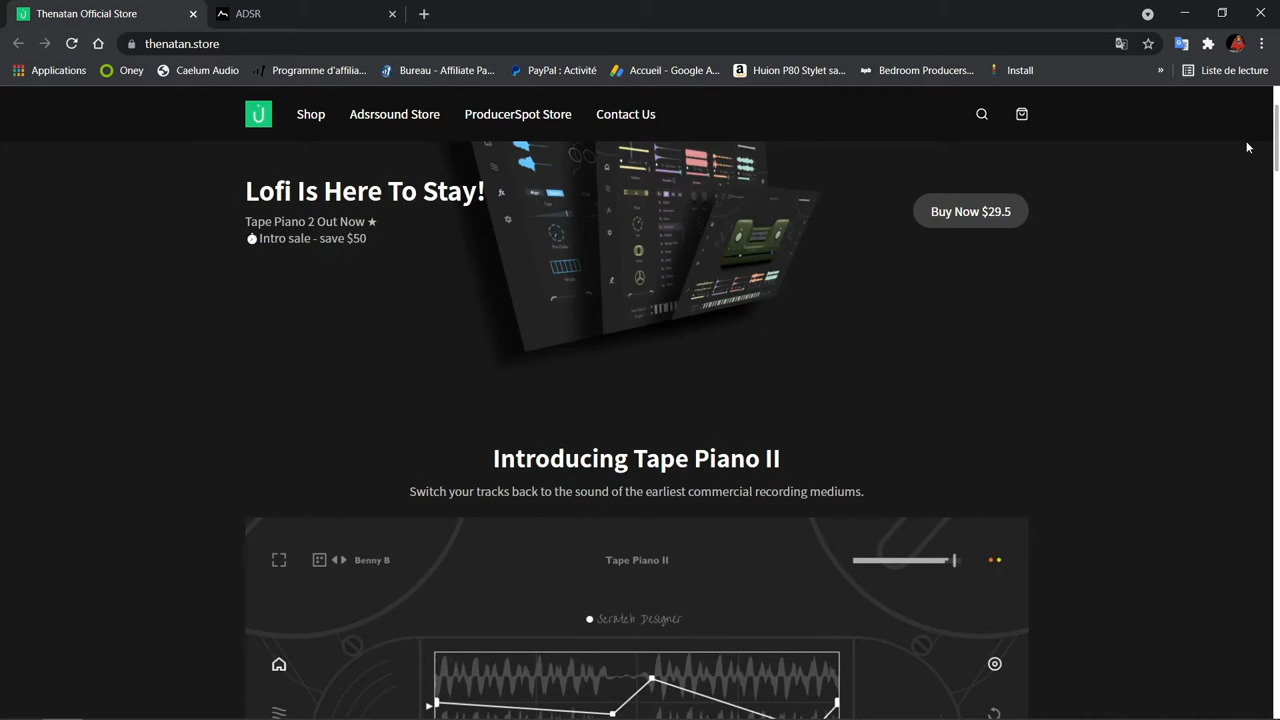 Thenatan Official Store
ADSR
thenatan.store
Applications
Oney
Caelum Audio
Programme d'affilia...
Bureau - Affiliate Pa...
PayPal : Activité
Accueil - Google A...
Huion P80 Stylet sa...
Bedroom Producers...
Install
»
Liste de lecture
Shop
Adsrsound Store
ProducerSpot Store
Contact Us
Lofi Is Here To Stay!
Tape Piano 2 Out Now ★
Intro sale - save $50
Buy Now $29.5
Introducing Tape Piano II
Switch your tracks back to the sound of the earliest commercial recording mediums.
Benny B
Tape Piano II
Scratch Designer